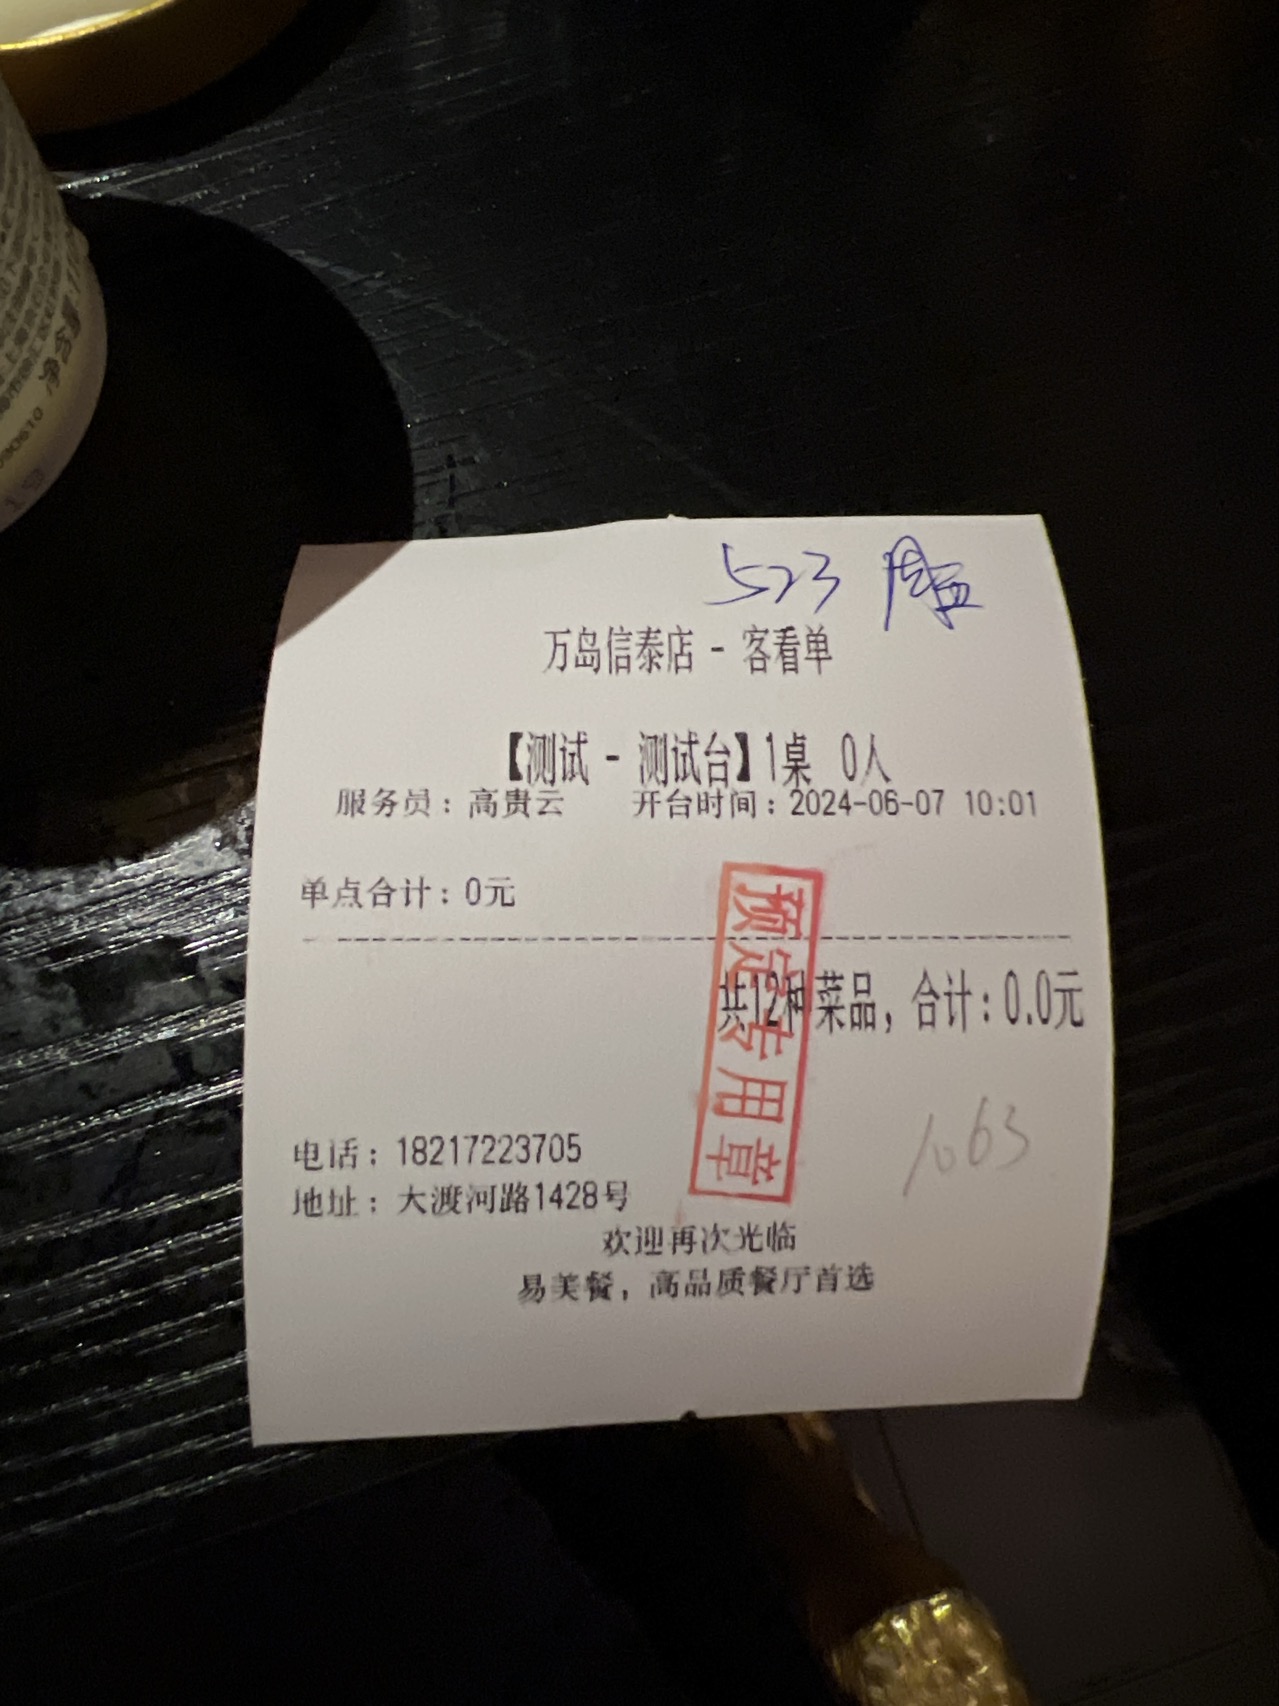 523
万岛信泰店 - 客看单
【测试 - 测试台】1桌 0人
服务员：高贵云 开台时间：2024-06-07 10:01
单点合计：0元
预定专用章
共12种菜品，合计：0.0元
1063
电话：18217223705
地址：大渡河路1428号
欢迎再次光临
易美餐，高品质餐厅首选